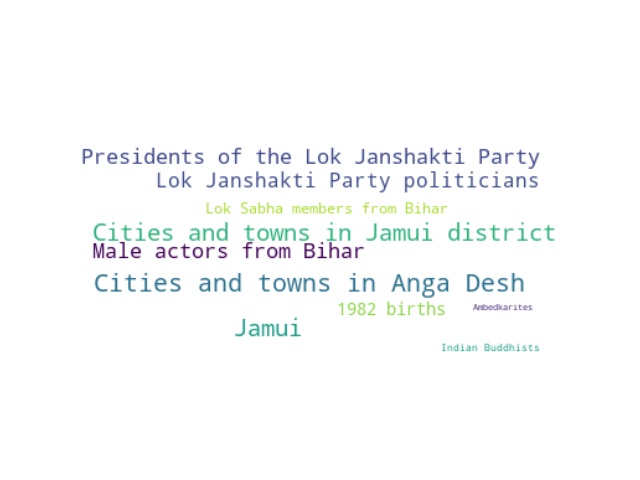 Presidents of the Lok Janshakti Party
Lok Janshakti Party politicians
Lok Sabha members from Bihar
Cities and towns in Jamui district
Male actors from Bihar
Cities and towns in Anga Desh
1982 births
Ambedkarites
Jamui
Indian Buddhists